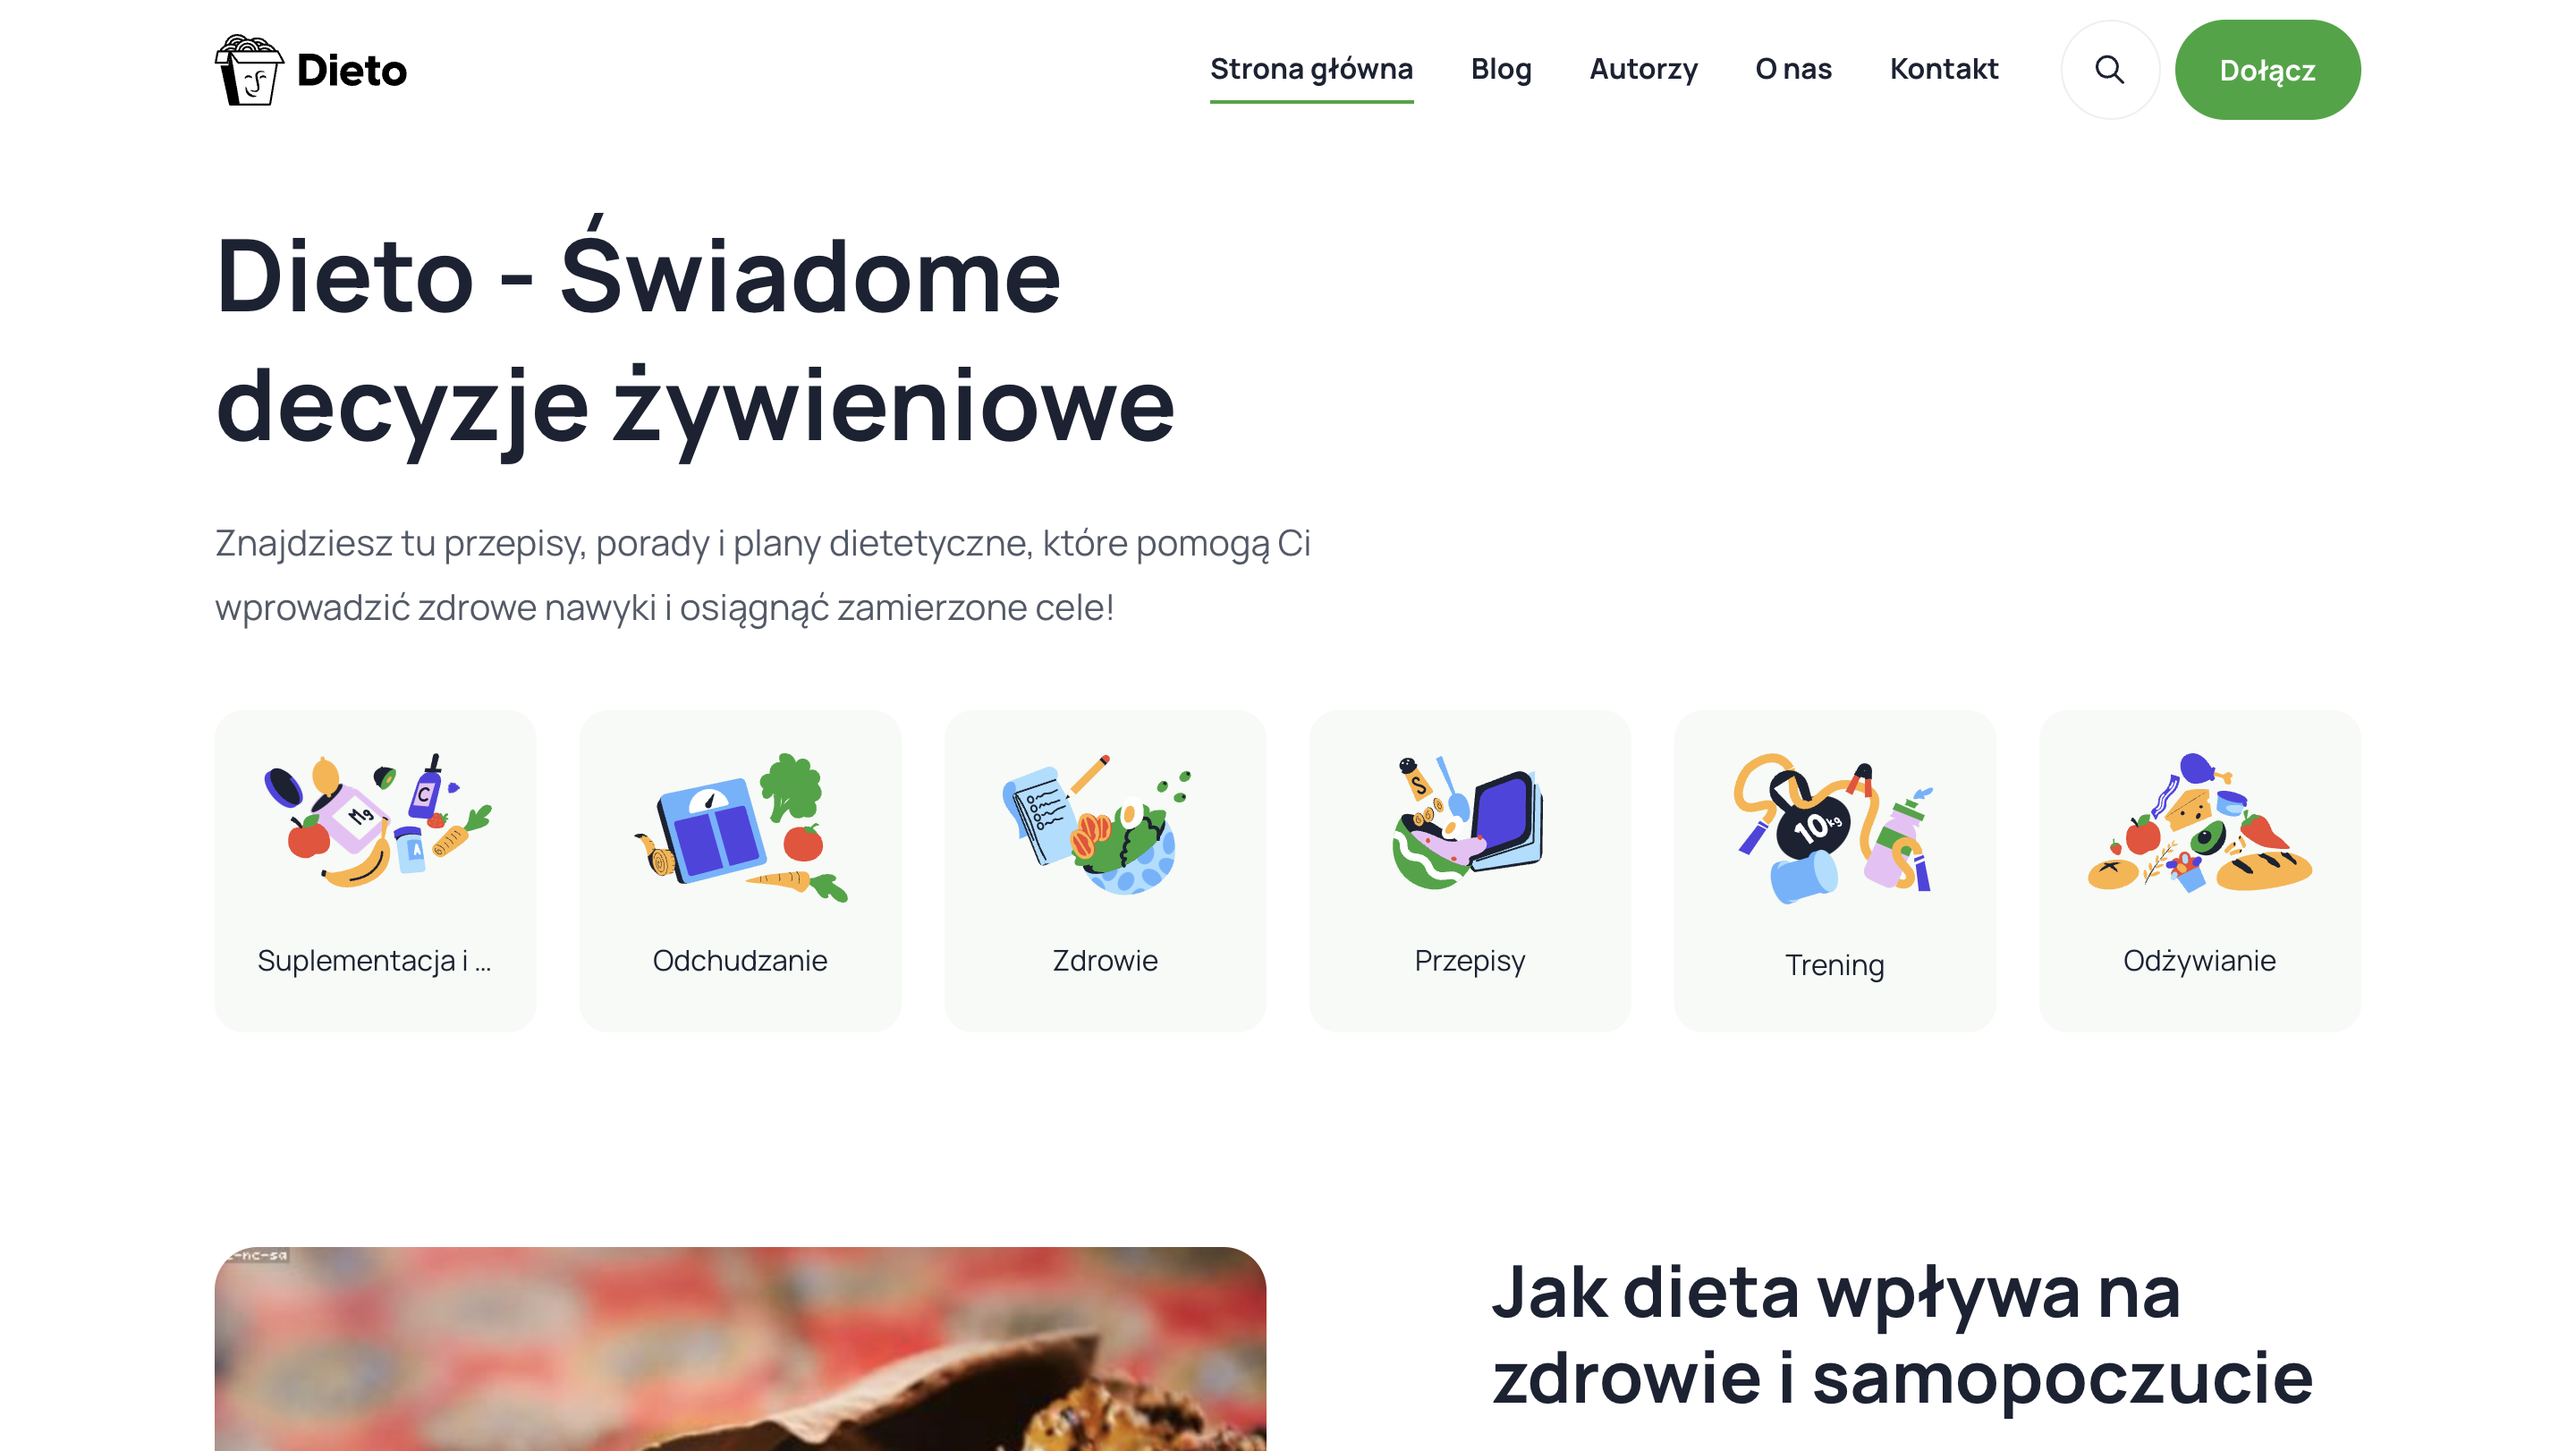 Dieto
Strona główna
Blog
Autorzy
O nas
Kontakt
Dołącz
Dieto - Świadome
decyzje żywieniowe
Znajdziesz tu przepisy, porady i plany dietetyczne, które pomogą Ci
wprowadzić zdrowe nawyki i osiągnąć zamierzone cele!
Mg
C
A
S
10kg
Suplementacja i ...
Odchudzanie
Zdrowie
Przepisy
Trening
Odżywianie
-nc-sa
Jak dieta wpływa na
zdrowie i samopoczucie